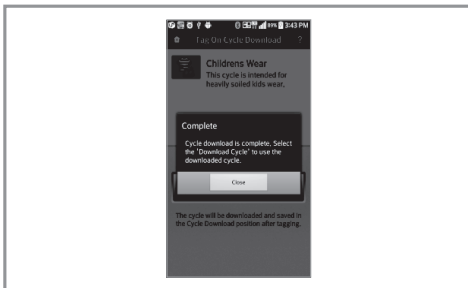 89% 3:43 PM
Tag On Cycle Download ?
Childrens Wear
This cycle is intended for
heavily soiled kids wear.
Complete
Cycle download is complete. Select
the 'Download Cycle' to use the
downloaded cycle.
Close
The cycle will be downloaded and saved in
the Cycle Download position after tagging.